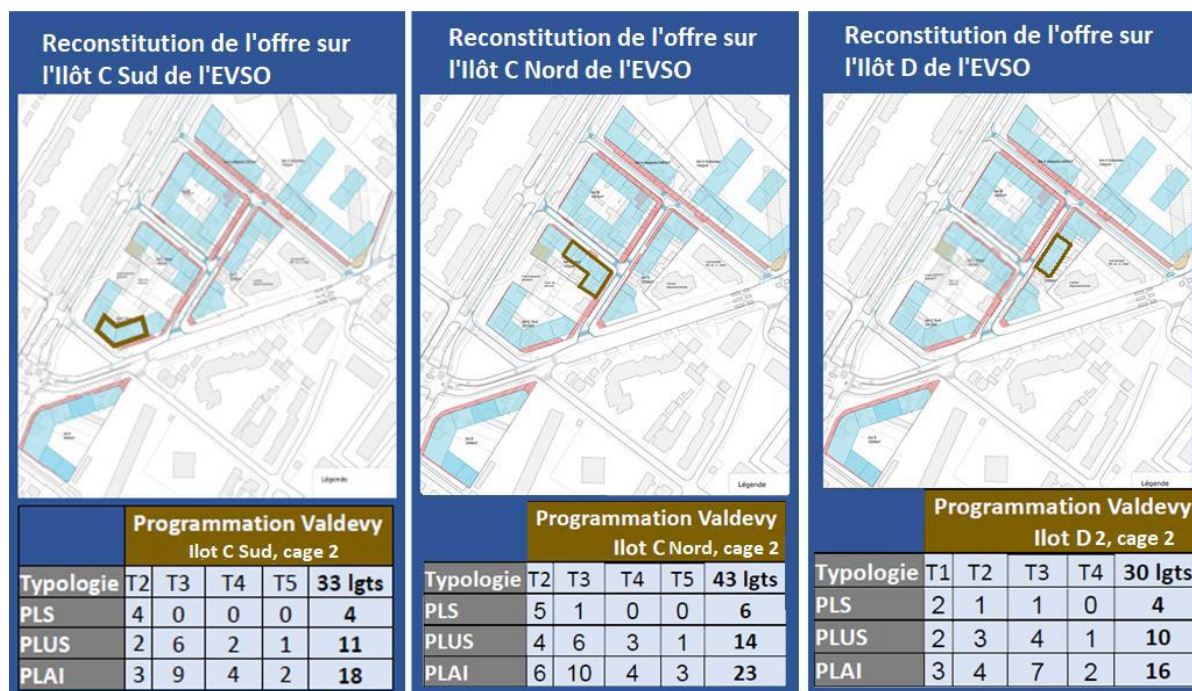 Reconstitution de l'offre sur
l'Ilôt C Sud de l'EVSO
Légende
Programmation Valdevy
Ilot C Sud, cage 2
Typologie T2 T3 T4 T5 33 lgts
PLS 4 0 0 0 4
PLUS 2 6 2 1 11
PLAI 3 9 4 2 18
Reconstitution de l'offre sur
l'Ilôt C Nord de l'EVSO
Légende
Programmation Valdevy
Ilot C Nord, cage 2
Typologie T2 T3 T4 T5 43 lgts
PLS 5 1 0 0 6
PLUS 4 6 3 1 14
PLAI 6 10 4 3 23
Reconstitution de l'offre sur
l'Ilôt D de l'EVSO
Légende
Programmation Valdevy
Ilot D 2, cage 2
Typologie T1 T2 T3 T4 30 lgts
PLS 2 1 1 0 4
PLUS 2 3 4 1 10
PLAI 3 4 7 2 16